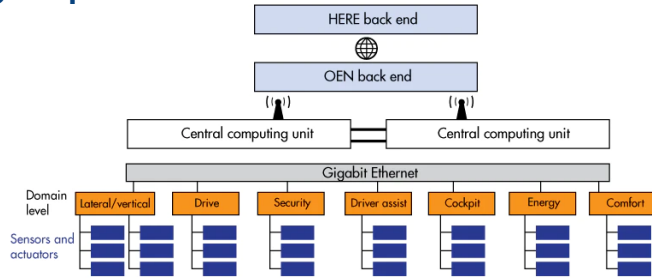 HERE back end
OEN back end
Central computing unit
Central computing unit
Gigabit Ethernet
Domain
level
Lateral/vertical
Drive
Security
Driver assist
Cockpit
Energy
Comfort
Sensors and
actuators